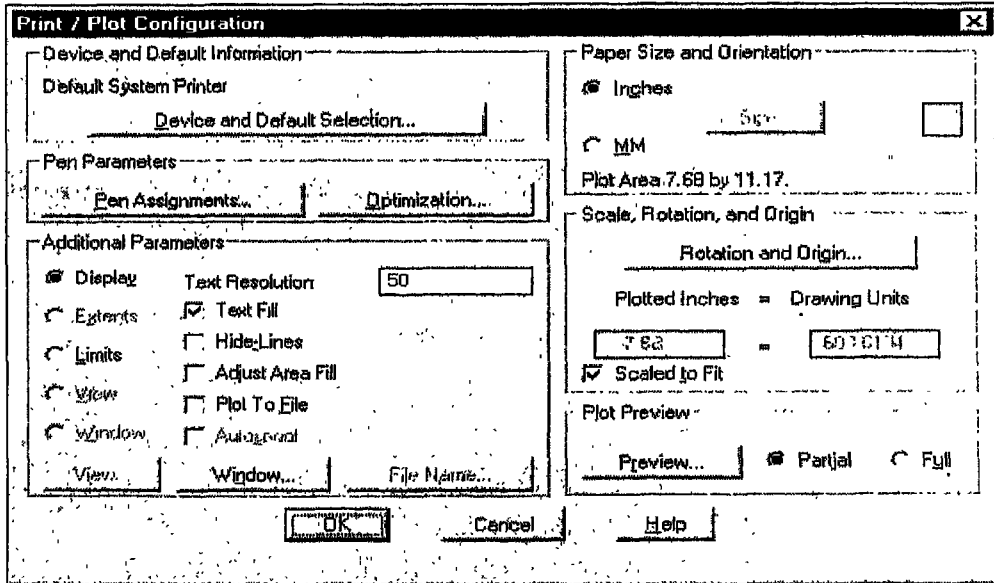 Print / Plot Configuration
Device and Default Information
Default System Printer
Device and Default Selection...
Pen Parameters
Pen Assignments...
Optimization...
Additional Parameters
Display
Extents
Limits
View
Window
Text Resolution
50
Text Fill
Hide Lines
Adjust Area Fill
Plot To File
Autospool
View...
Window...
File Name...
Paper Size and Orientation
Inches
Size...
MM
Plot Area 7.68 by 11.17.
Scale, Rotation, and Origin
Rotation and Origin...
Plotted Inches = Drawing Units
7.68 =
Scaled to Fit
Plot Preview
Preview...
Partial
Full
OK
Cancel
Help